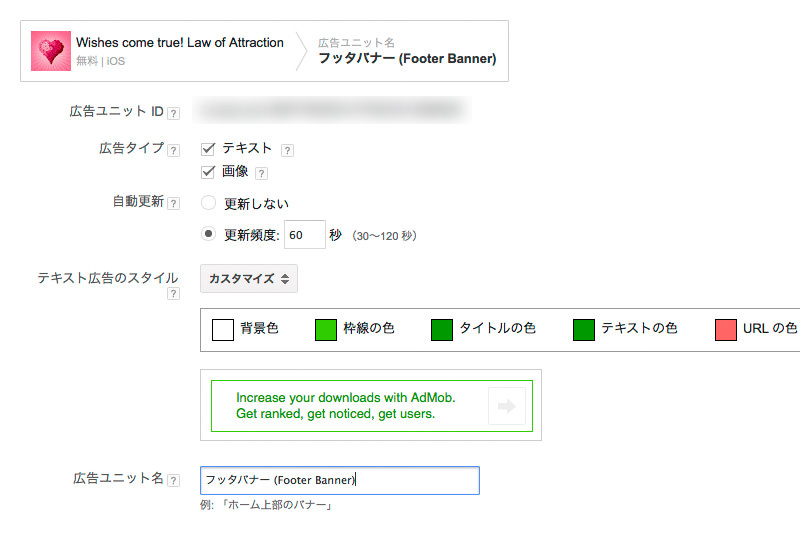 Wishes come true! Law of Attraction
無料 | iOS
広告ユニット名
フッタバナー (Footer Banner)
広告ユニット ID ?
広告タイプ ?
テキスト ?
画像 ?
自動更新 ?
更新しない
更新頻度: 60 秒 (30～120 秒)
テキスト広告のスタイル ?
カスタマイズ
背景色 枠線の色 タイトルの色 テキストの色 URL の色
Increase your downloads with AdMob.
Get ranked, get noticed, get users.
広告ユニット名 ?
フッタバナー (Footer Banner)
例: 「ホーム上部のバナー」